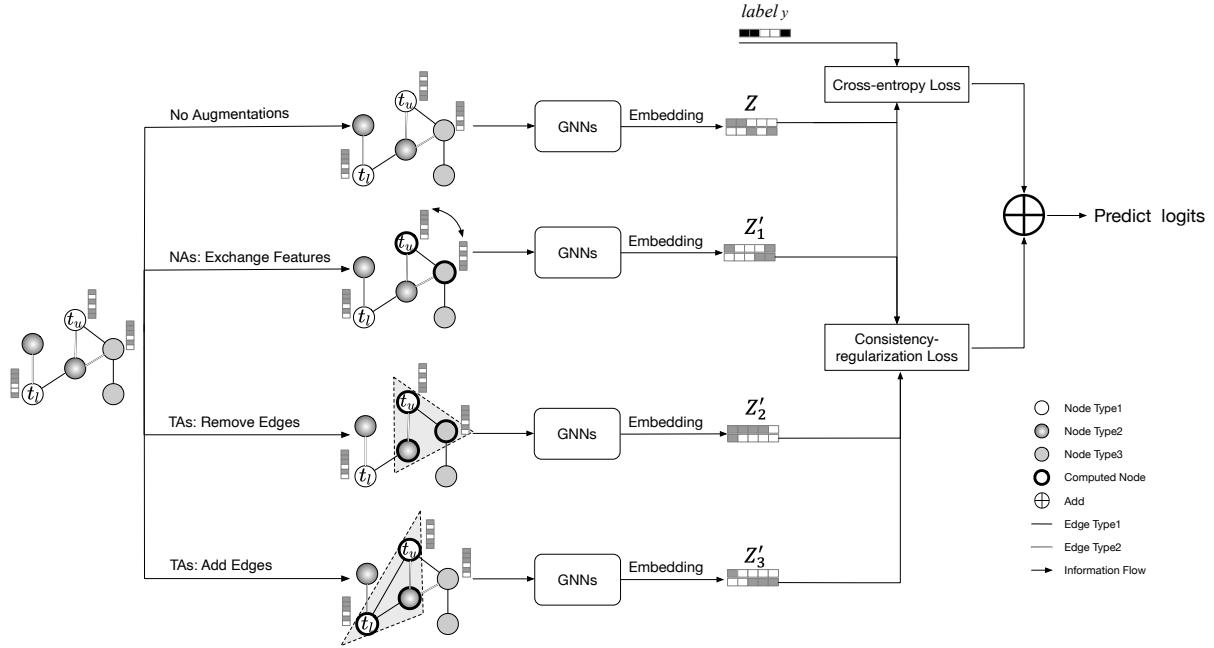 label y
Cross-entropy Loss
No Augmentations
t_u
t_l
GNNs
Embedding
Z
Predict logits
NAs: Exchange Features
t_u
t_l
GNNs
Embedding
Z'_1
t_u
t_l
Consistency-
regularization Loss
TAs: Remove Edges
t_u
t_l
GNNs
Embedding
Z'_2
TAs: Add Edges
t_u
t_l
GNNs
Embedding
Z'_3
Node Type1
Node Type2
Node Type3
Computed Node
Add
Edge Type1
Edge Type2
Information Flow